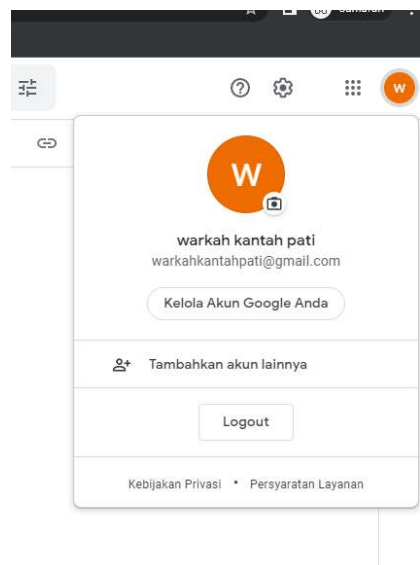 W
W
warkah kantah pati
warkahkantahpati@gmail.com
Kelola Akun Google Anda
Tambahkan akun lainnya
Logout
Kebijakan Privasi • Persyaratan Layanan